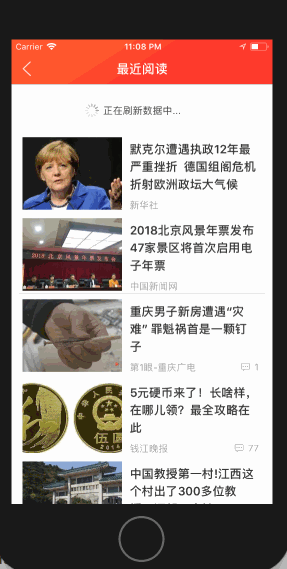 Carrier 11:08 PM
最近阅读
正在刷新数据中...
默克尔遭遇执政12年最
严重挫折 德国组阁危机
折射欧洲政坛大气候
新华社
2018北京风景年票发布
47家景区将首次启用电
子年票
中国新闻网
重庆男子新房遭遇“灾
难” 罪魁祸首是一颗钉
子
第1眼-重庆广电 1
5元硬币来了！长啥样，
在哪儿领？最全攻略在
此
钱江晚报 77
中国教授第一村!江西这
个村出了300多位教